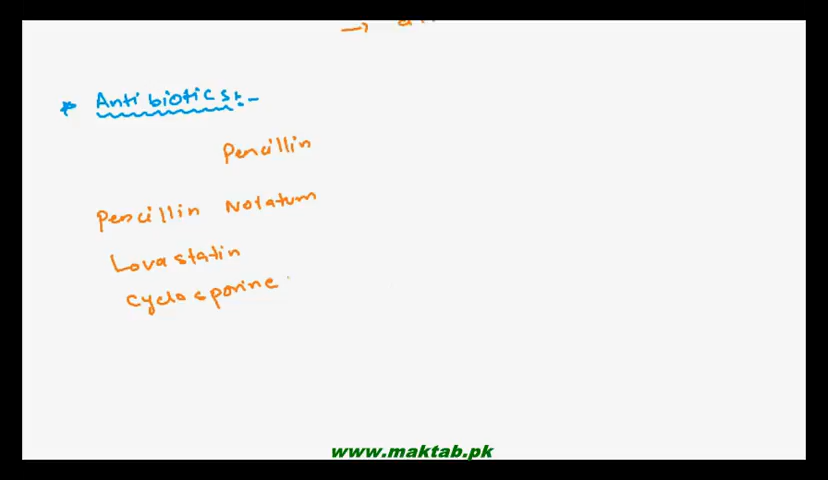 * Antibiotics:-
Pencillin
Pencillin Notatum
Lovastatin
Cyclosporine
www.maktab.pk